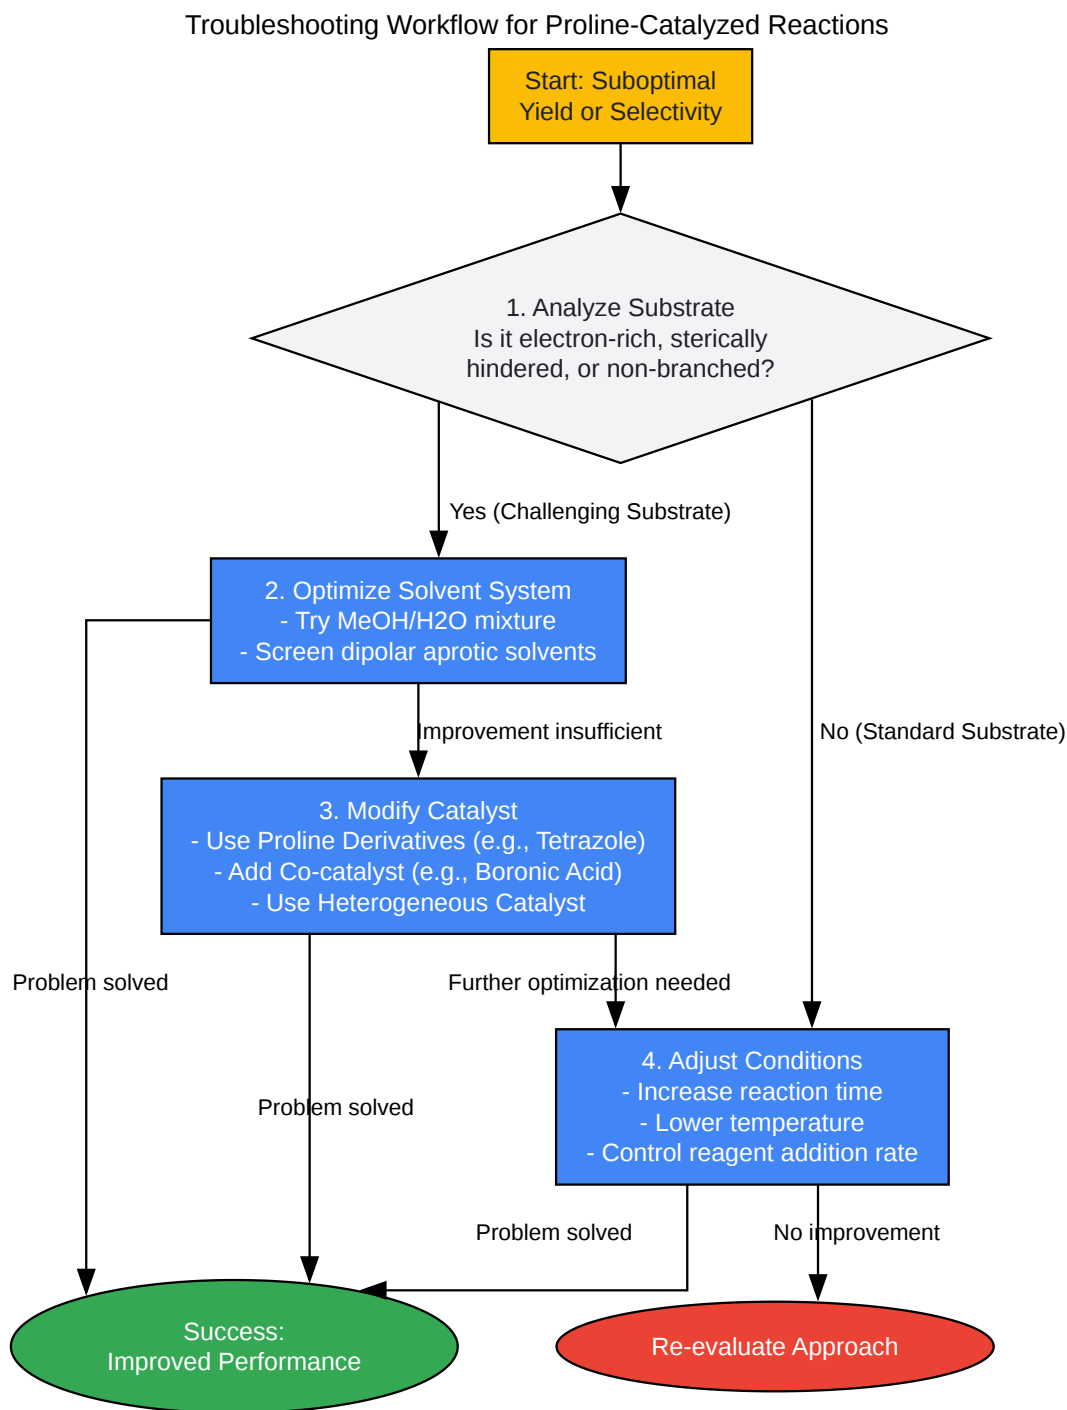 Troubleshooting Workflow for Proline-Catalyzed Reactions
Start: Suboptimal
Yield or Selectivity
1. Analyze Substrate
Is it electron-rich, sterically
hindered, or non-branched?
Yes (Challenging Substrate)
2. Optimize Solvent System
- Try MeOH/H2O mixture
- Screen dipolar aprotic solvents
Improvement insufficient
No (Standard Substrate)
3. Modify Catalyst
- Use Proline Derivatives (e.g., Tetrazole)
- Add Co-catalyst (e.g., Boronic Acid)
- Use Heterogeneous Catalyst
Problem solved
Further optimization needed
4. Adjust Conditions
- Increase reaction time
- Lower temperature
- Control reagent addition rate
Problem solved
Problem solved
No improvement
Success:
Improved Performance
Re-evaluate Approach